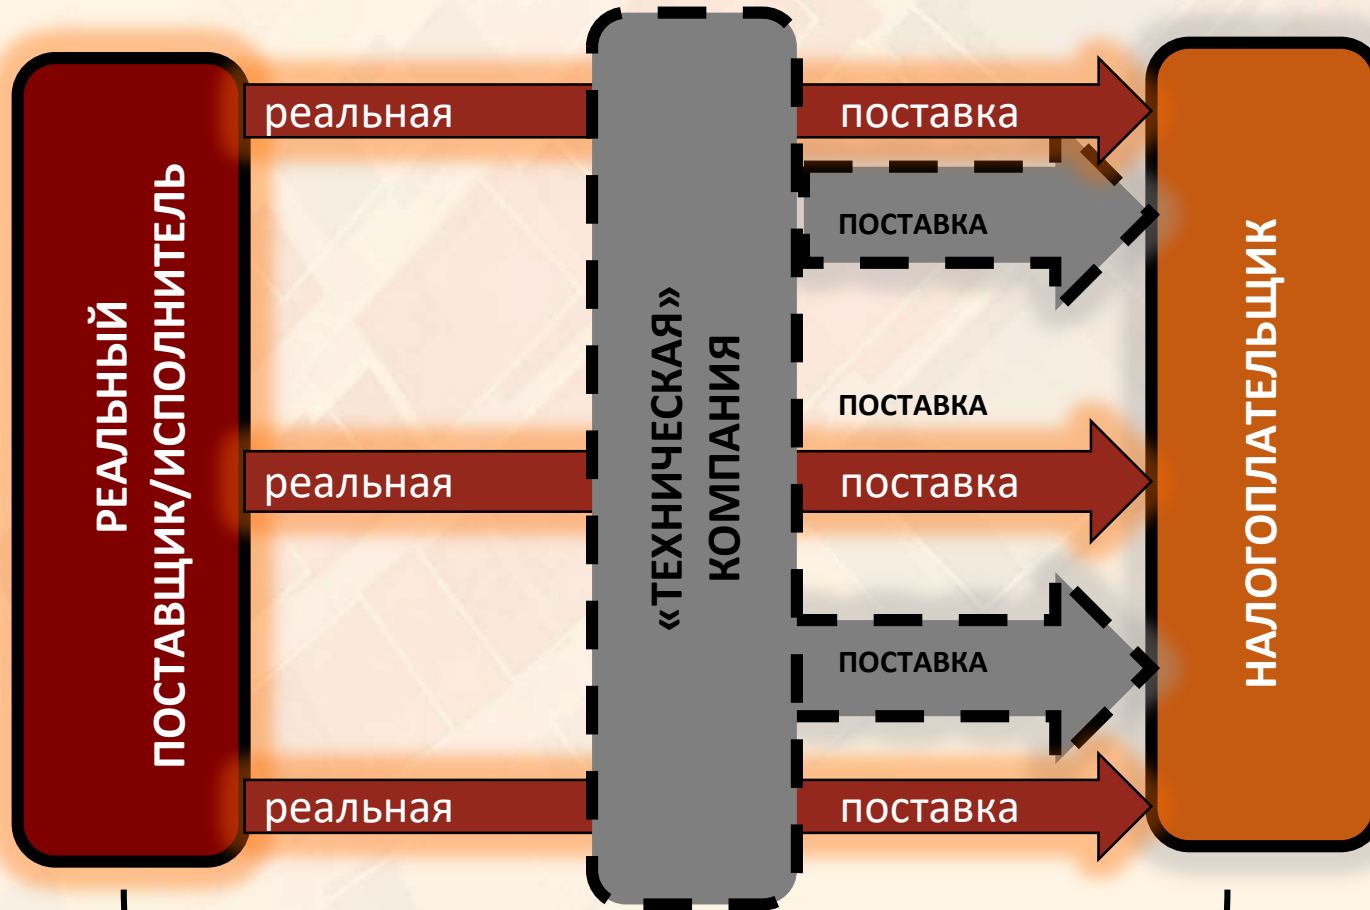 РЕАЛЬНЫЙ
ПОСТАВЩИК/ИСПОЛНИТЕЛЬ
«ТЕХНИЧЕСКАЯ»
КОМПАНИЯ
НАЛОГОПЛАТЕЛЬЩИК
реальная поставка
ПОСТАВКА
ПОСТАВКА
реальная поставка
ПОСТАВКА
реальная поставка